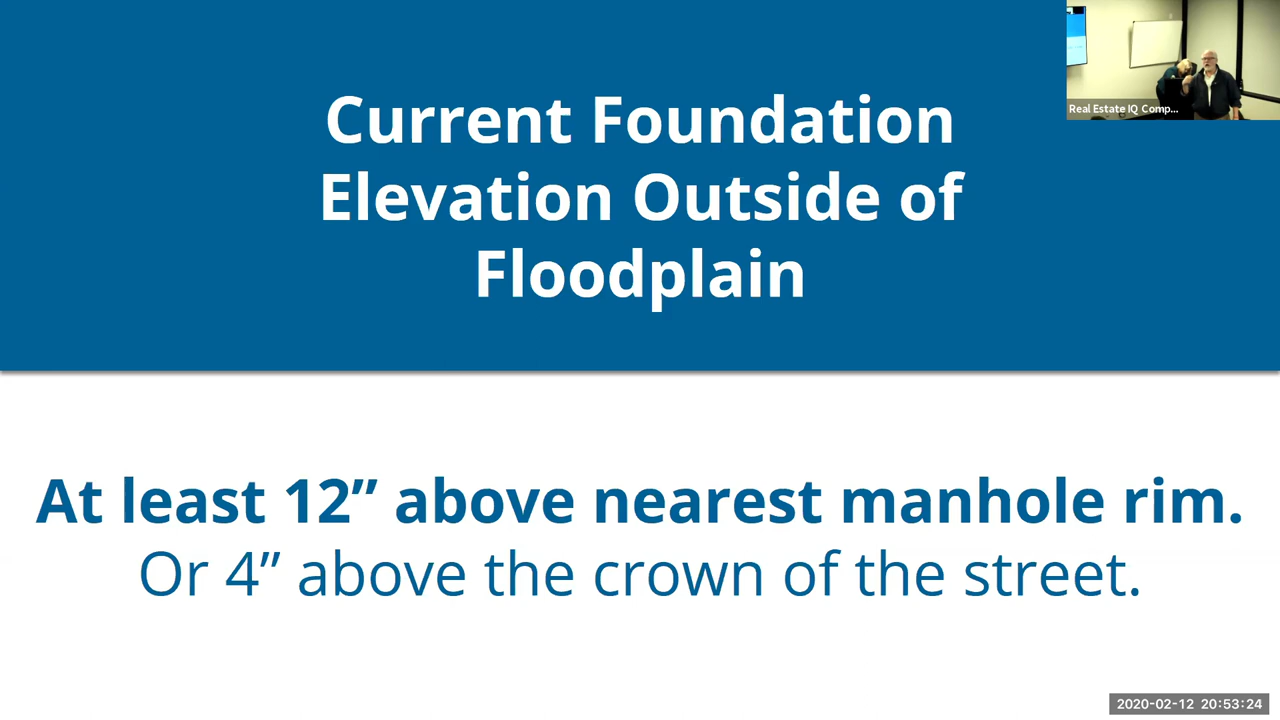 Current Foundation
Elevation Outside of
Floodplain
Real Estate IQ Comp...
At least 12” above nearest manhole rim.
Or 4” above the crown of the street.
2020-02-12 20:53:24